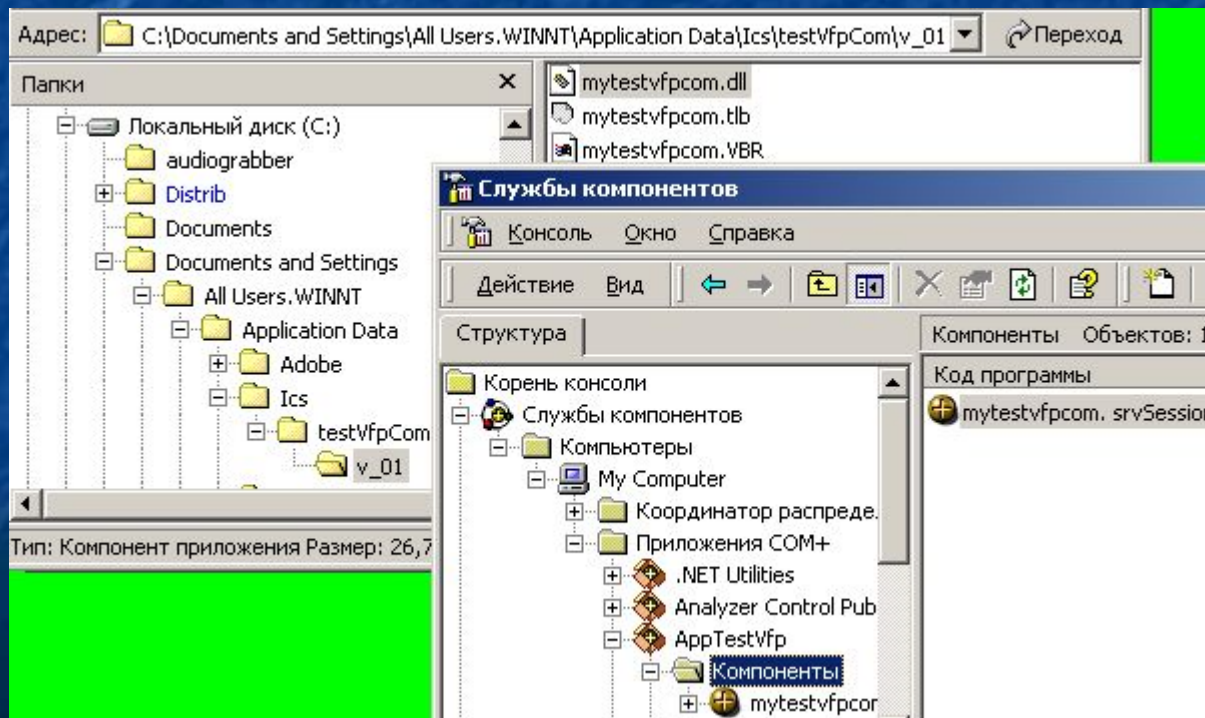 Адрес: C:\Documents and Settings\All Users.WINNT\Application Data\Ics\testVfpCom\v_01 Переход
Папки
Локальный диск (C:)
audiograbber
Distrib
Documents
Documents and Settings
All Users.WINNT
Application Data
Adobe
Ics
testVfpCom
v_01
Тип: Компонент приложения Размер: 26,7
mytestvfpcom.dll
mytestvfpcom.tlb
mytestvfpcom.VBR
Службы компонентов
Консоль Окно Справка
Действие Вид
Структура
Корень консоли
Службы компонентов
Компьютеры
My Computer
Координатор распреде.
Приложения COM+
.NET Utilities
Analyzer Control Pub
AppTestVfp
Компоненты
mytestvfpcor
Компоненты Объектов: 1
Код программы
mytestvfpcom. srvSession